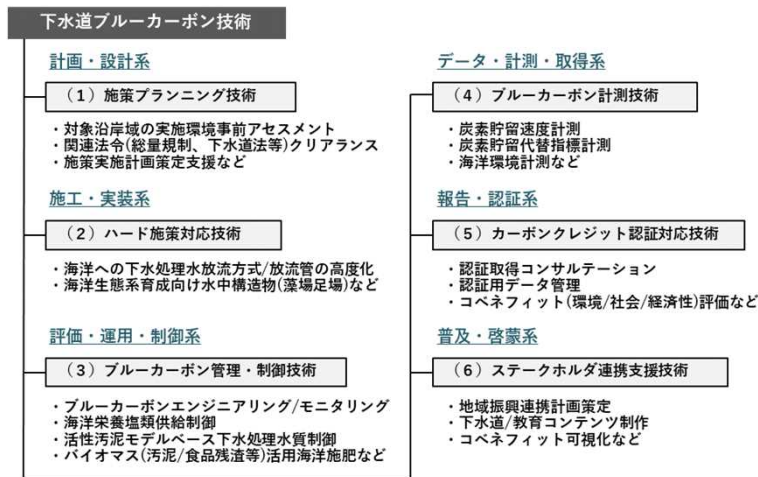 下水道ブルーカーボン技術
計画・設計系
（1）施策プランニング技術
・対象沿岸域の実施環境事前アセスメント
・関連法令(総量規制、下水道法等)クリアランス
・施策実施計画策定支援など
施工・実装系
（2）ハード施策対応技術
・海洋への下水処理水放流方式/放流管の高度化
・海洋生態系育成向け水中構造物(藻場足場)など
評価・運用・制御系
（3）ブルーカーボン管理・制御技術
・ブルーカーボンエンジニアリング/モニタリング
・海洋栄養塩類供給制御
・活性汚泥モデルベース下水処理水質制御
・バイオマス(汚泥/食品残渣等)活用海洋施肥など
データ・計測・取得系
（4）ブルーカーボン計測技術
・炭素貯留速度計測
・炭素貯留代替指標計測
・海洋環境計測など
報告・認証系
（5）カーボンクレジット認証対応技術
・認証取得コンサルテーション
・認証用データ管理
・コベネフィット(環境/社会/経済性)評価など
普及・啓蒙系
（6）ステークホルダ連携支援技術
・地域振興連携計画策定
・下水道/教育コンテンツ制作
・コベネフィット可視化など